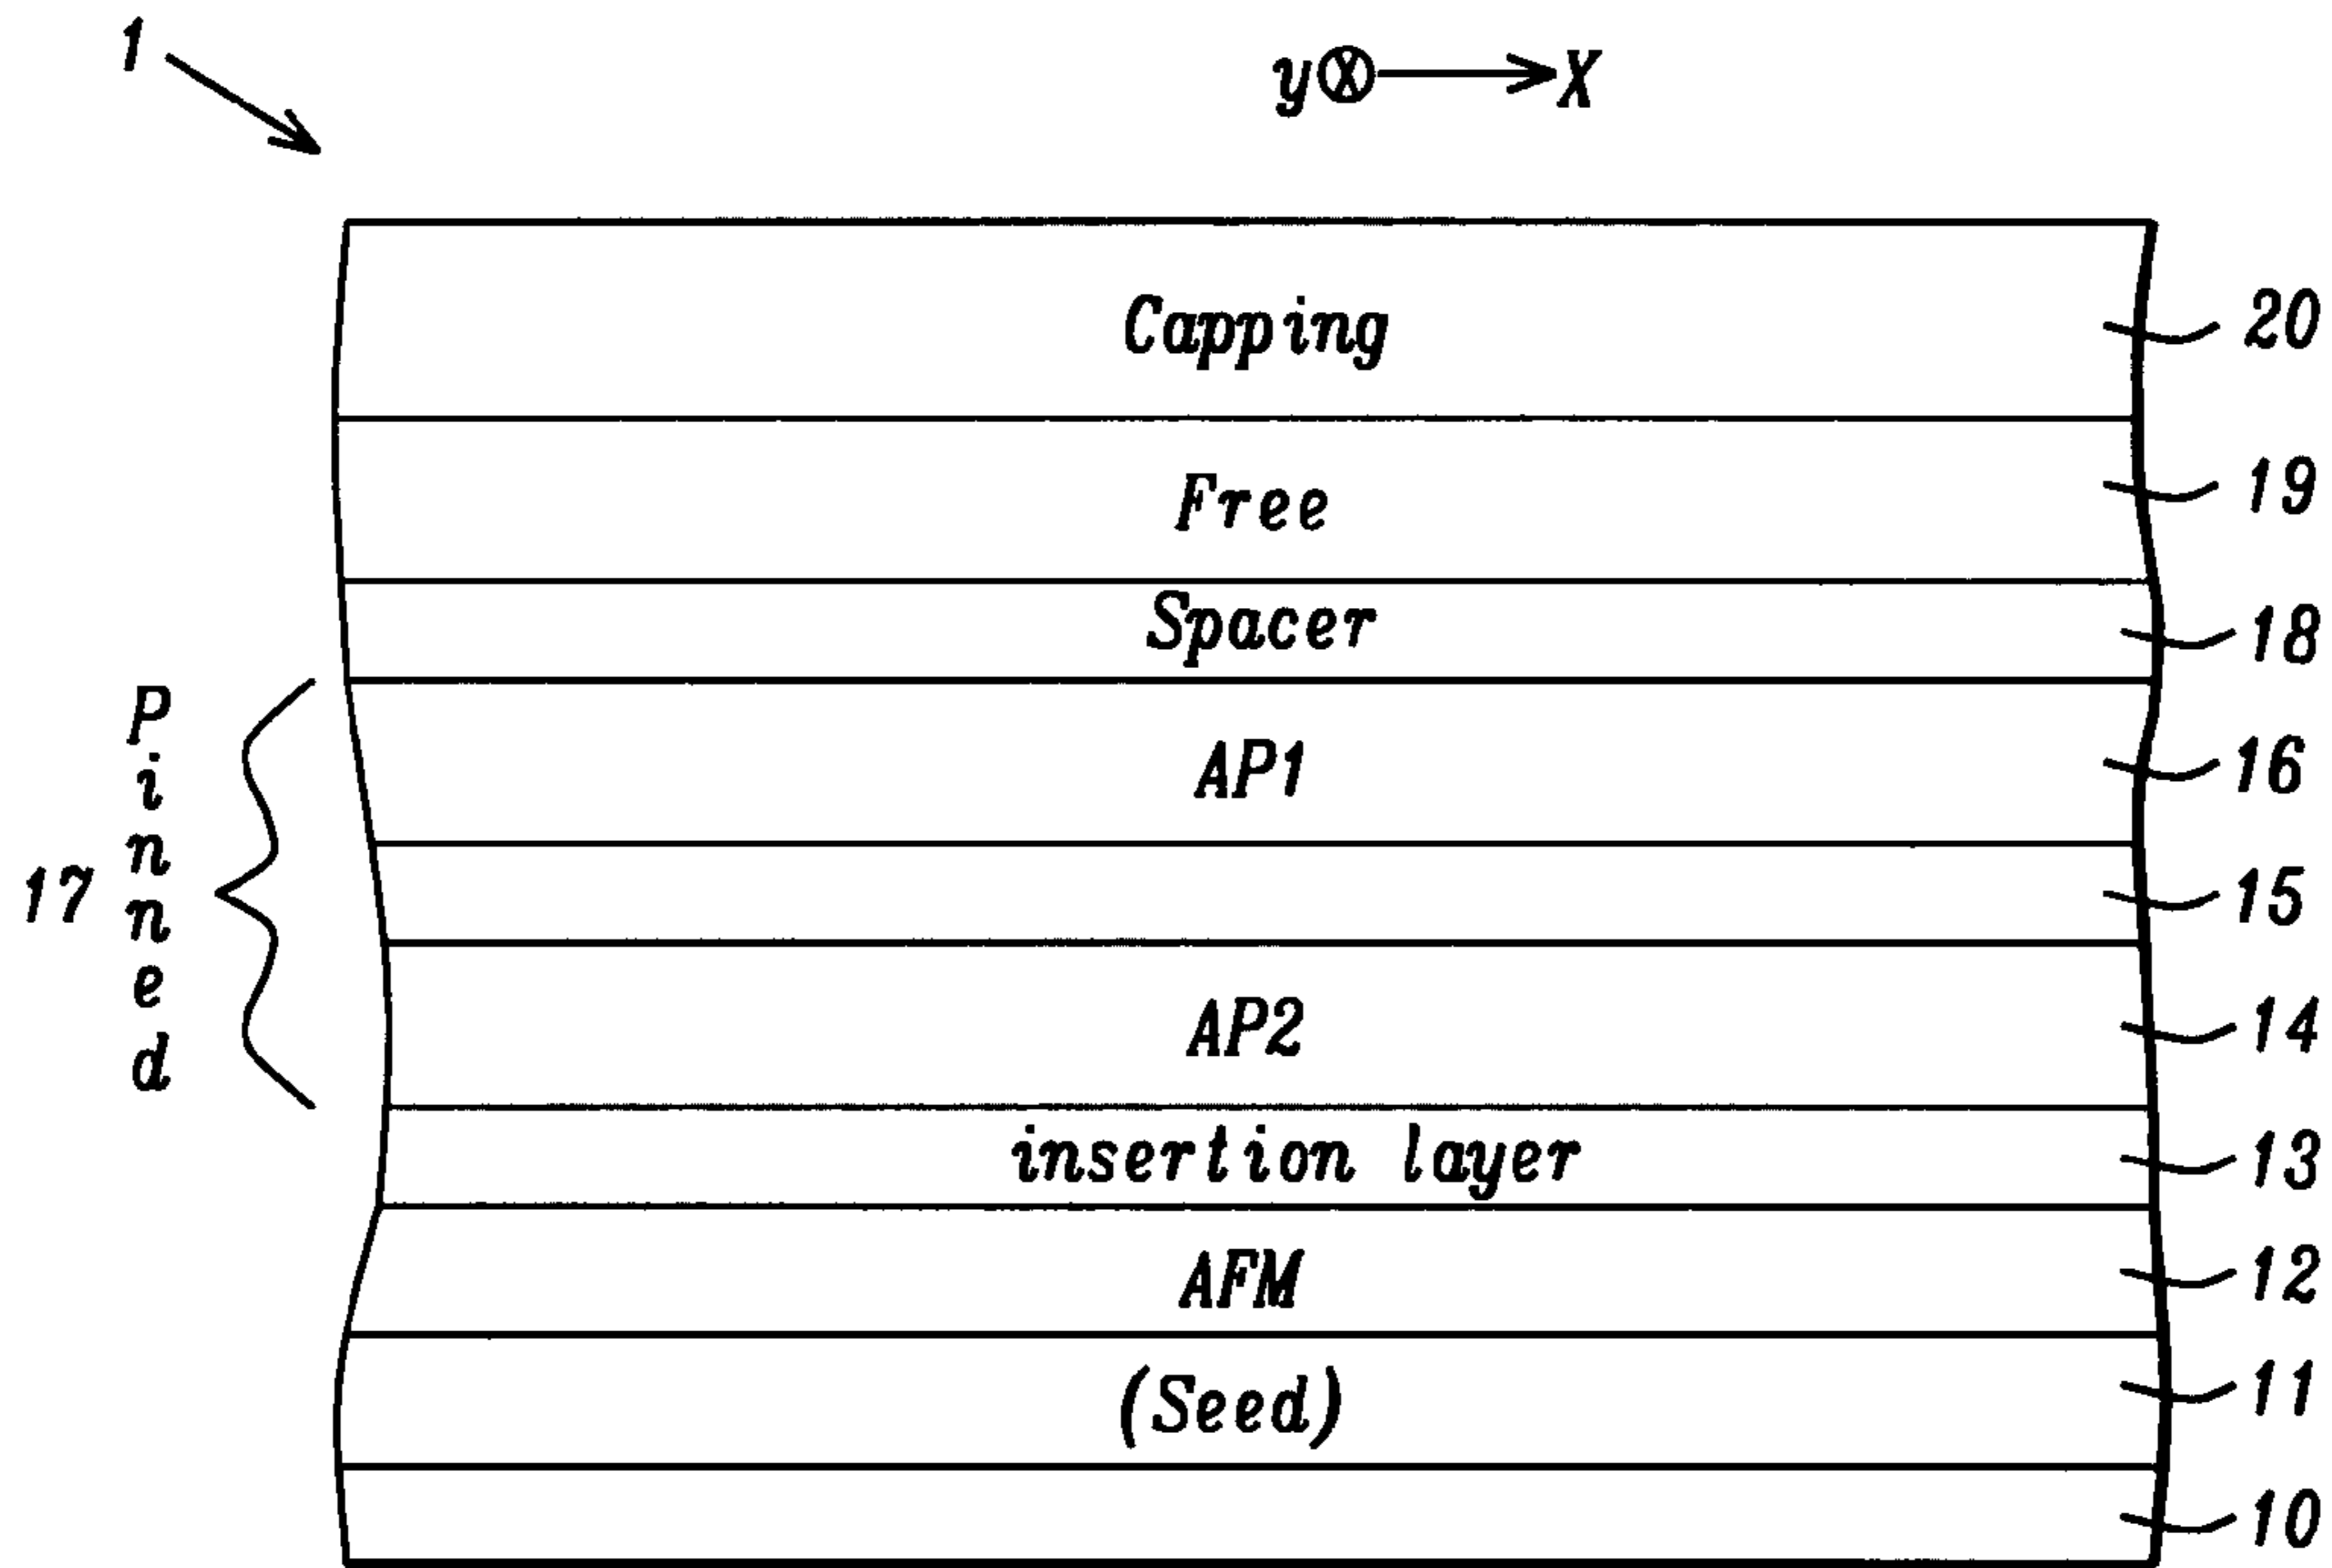 1
y⊗→X
Capping 20
Free 19
Spacer 18
AP1 16
15
17 Pinned
AP2 14
insertion layer 13
AFM 12
(Seed) 11
10